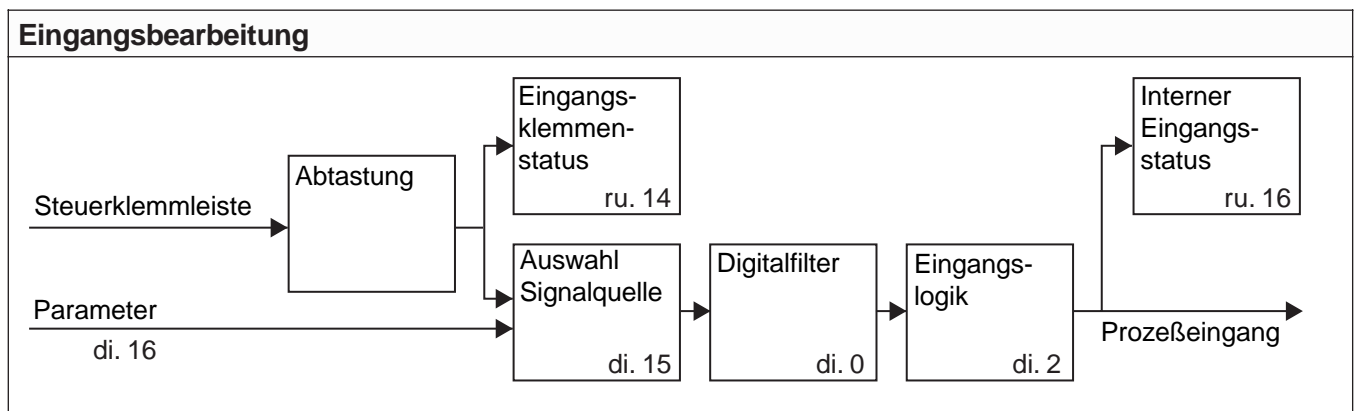 Eingangsbearbeitung
Eingangs-
klemmen-
status
ru. 14
Interner
Eingangs-
status
ru. 16
Abtastung
Steuerklemmleiste
Auswahl
Signalquelle
di. 15
Digitalfilter
di. 0
Eingangs-
logik
di. 2
Parameter
di. 16
Prozeßeingang